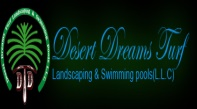 Desert Dreams Turf
Landscaping & Swimming pools(L.L.C)
DDT